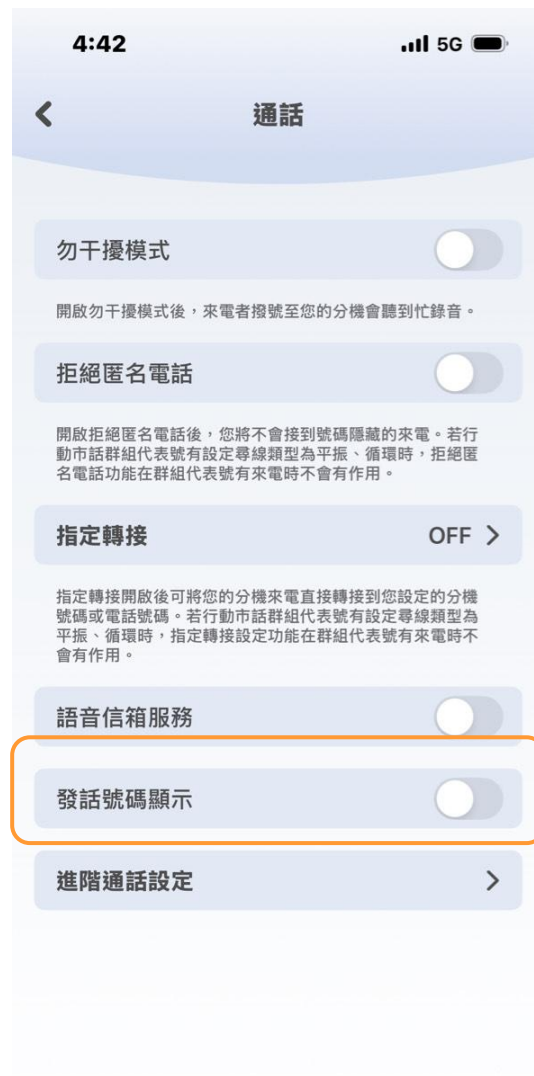 4:42
5G
通話
勿干擾模式
開啟勿干擾模式後，來電者撥號至您的分機會聽到忙錄音。
拒絕匿名電話
開啟拒絕匿名電話後，您將不會接到號碼隱藏的來電。若行
動市話群組代表號有設定尋線類型為平振、循環時，拒絕匿
名電話功能在群組代表號有來電時不會有作用。
指定轉接
OFF
指定轉接開啟後可將您的分機來電直接轉接到您設定的分機
號碼或電話號碼。若行動市話群組代表號有設定尋線類型為
平振、循環時，指定轉接設定功能在群組代表號有來電時不
會有作用。
語音信箱服務
發話號碼顯示
進階通話設定